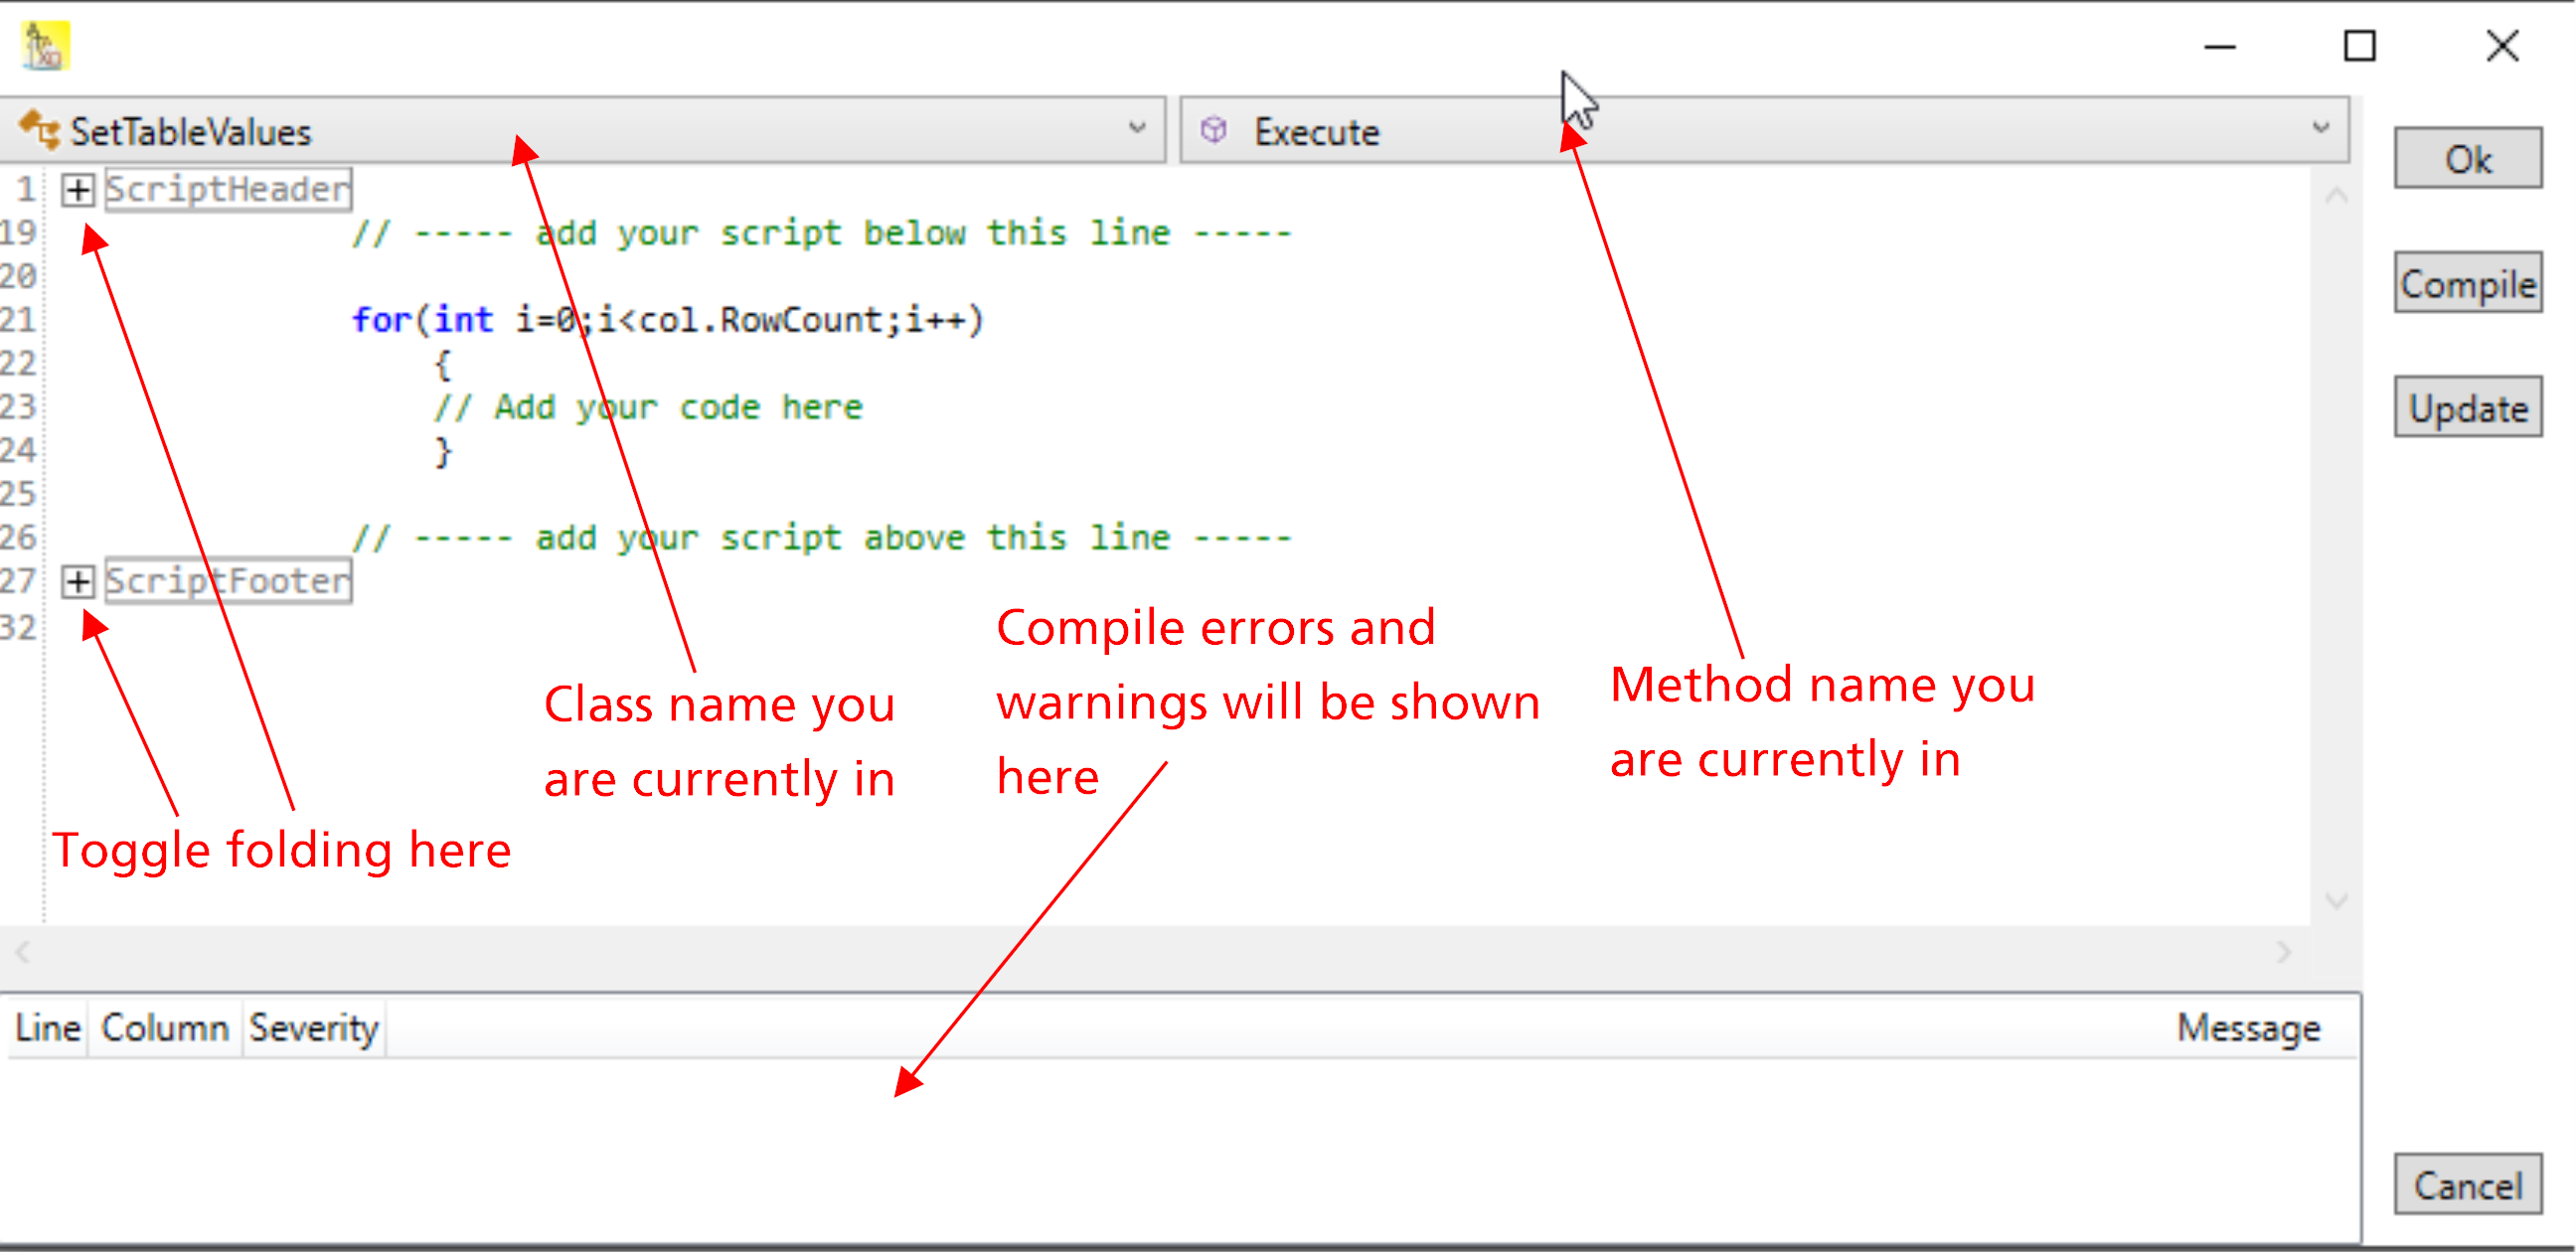 SetTableValues
Execute
Ok
1 ScriptHeader
19 // ----- add your script below this line -----
20
Compile
21 for(int i=0;i<col.RowCount;i++)
22 {
23 // Add your code here
Update
24 }
25
26 // ----- add your script above this line -----
27 ScriptFooter
32
Class name you
are currently in
Compile errors and
warnings will be shown
here
Method name you
are currently in
Toggle folding here
Line Column Severity Message
Cancel